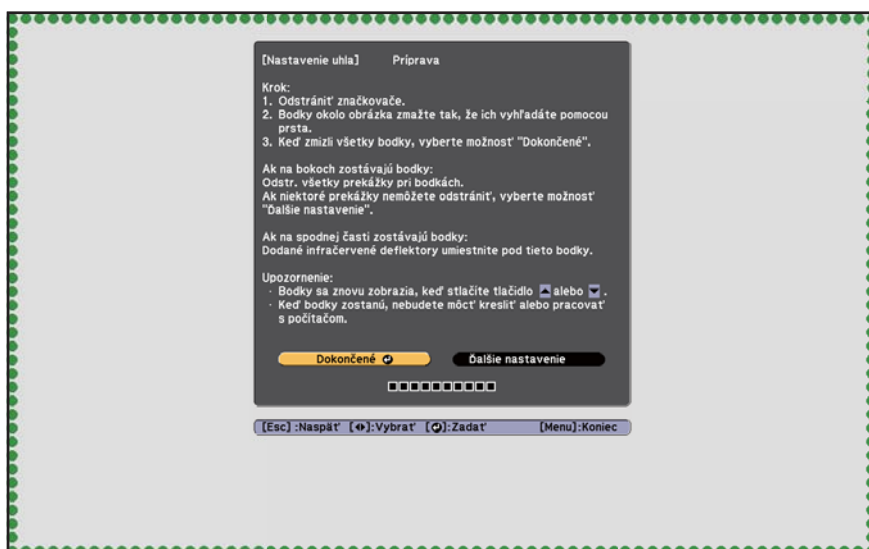 [Nastavenie uhla] Príprava
Krok:
1. Odstrániť značkovače.
2. Bodky okolo obrázka zmažte tak, že ich vyhľadáte pomocou
prsta.
3. Keď zmizli všetky bodky, vyberte možnosť "Dokončené".
Ak na bokoch zostávajú bodky:
Odstr. všetky prekážky pri bodkách.
Ak niektoré prekážky nemôžete odstrániť, vyberte možnosť
"Ďalšie nastavenie".
Ak na spodnej časti zostávajú bodky:
Dodané infračervené deflektory umiestnite pod tieto bodky.
Upozornenie:
· Bodky sa znovu zobrazia, keď stlačíte tlačidlo ▲ alebo ▼ .
· Keď bodky zostanú, nebudete môcť kresliť alebo pracovať
s počítačom.
Dokončené Ďalšie nastavenie
[Esc] :Naspäť [◀▶]:Vybrať [↵]:Zadať [Menu]:Koniec